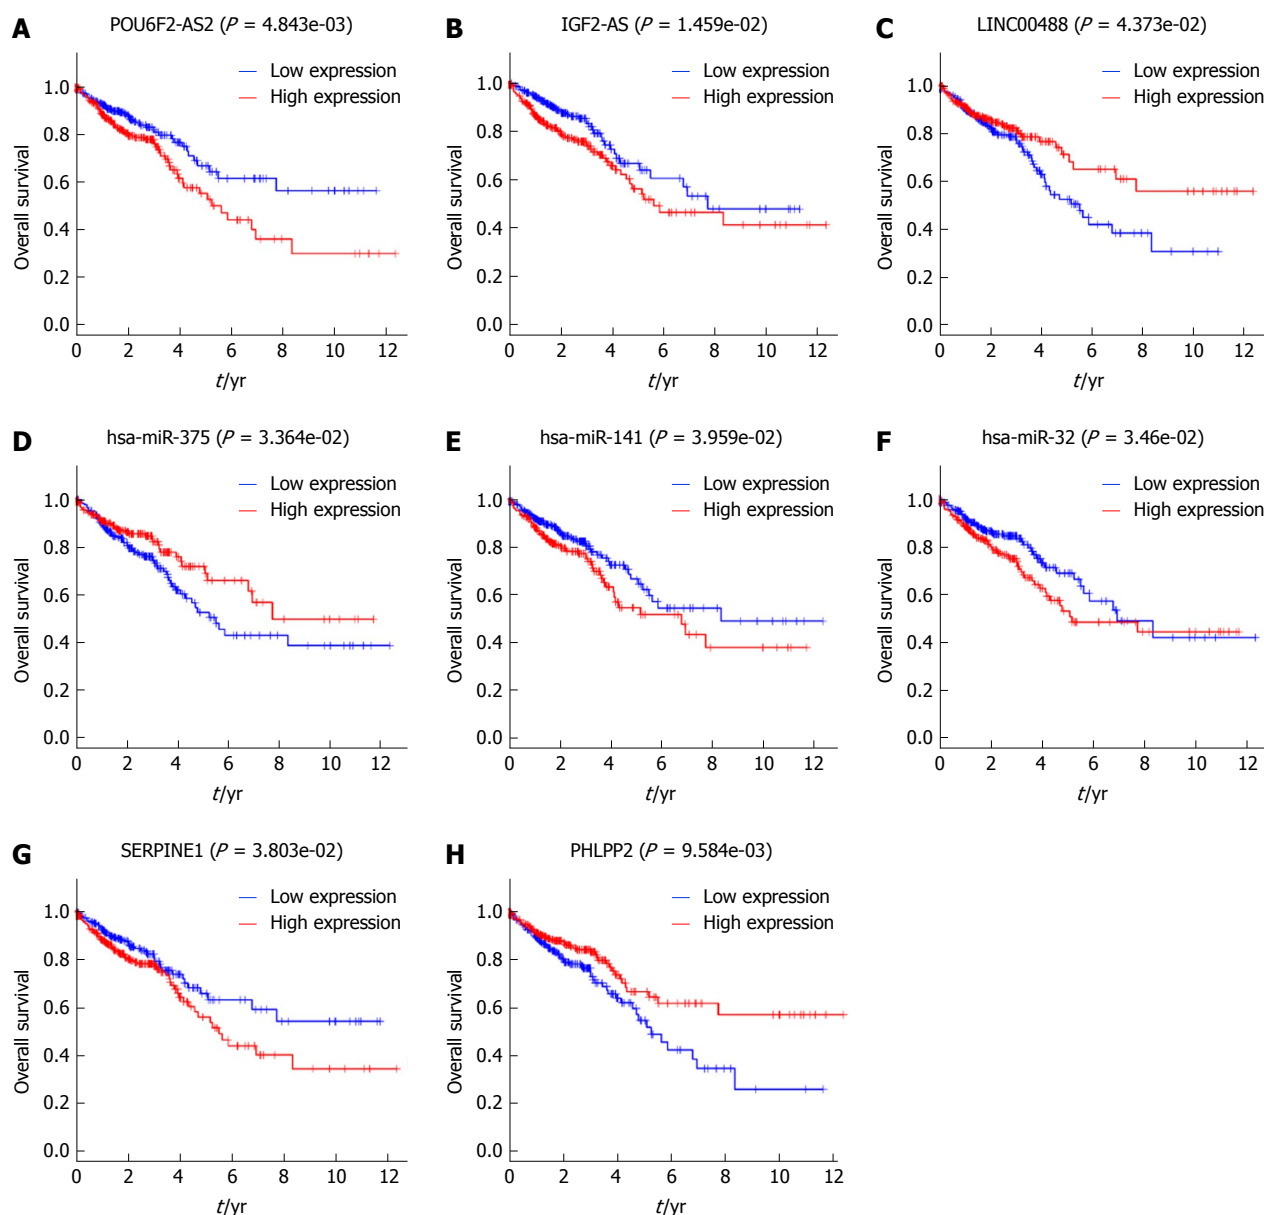 A POU6F2-AS2 (P = 4.843e-03)
Low expression
High expression
Overall survival
1.0
0.8
0.6
0.4
0.2
0.0
0 2 4 6 8 10 12
t/yr
B IGF2-AS (P = 1.459e-02)
Low expression
High expression
Overall survival
1.0
0.8
0.6
0.4
0.2
0.0
0 2 4 6 8 10 12
t/yr
C LINC00488 (P = 4.373e-02)
Low expression
High expression
Overall survival
1.0
0.8
0.6
0.4
0.2
0.0
0 2 4 6 8 10 12
t/yr
D hsa-miR-375 (P = 3.364e-02)
Low expression
High expression
Overall survival
1.0
0.8
0.6
0.4
0.2
0.0
0 2 4 6 8 10 12
t/yr
E hsa-miR-141 (P = 3.959e-02)
Low expression
High expression
Overall survival
1.0
0.8
0.6
0.4
0.2
0.0
0 2 4 6 8 10 12
t/yr
F hsa-miR-32 (P = 3.46e-02)
Low expression
High expression
Overall survival
1.0
0.8
0.6
0.4
0.2
0.0
0 2 4 6 8 10 12
t/yr
G SERPINE1 (P = 3.803e-02)
Low expression
High expression
Overall survival
1.0
0.8
0.6
0.4
0.2
0.0
0 2 4 6 8 10 12
t/yr
H PHLPP2 (P = 9.584e-03)
Low expression
High expression
Overall survival
1.0
0.8
0.6
0.4
0.2
0.0
0 2 4 6 8 10 12
t/yr